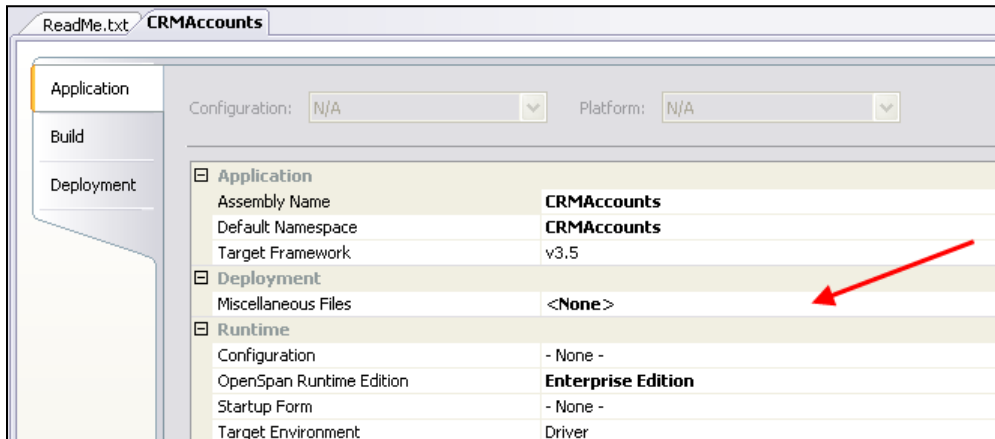 ReadMe.txt CRMAccounts
Application
Configuration: N/A Platform: N/A
Build
Deployment
Application
Assembly Name CRMAccounts
Default Namespace CRMAccounts
Target Framework v3.5
Deployment
Miscellaneous Files <None>
Runtime
Configuration - None -
OpenSpan Runtime Edition Enterprise Edition
Startup Form - None -
Target Environment Driver